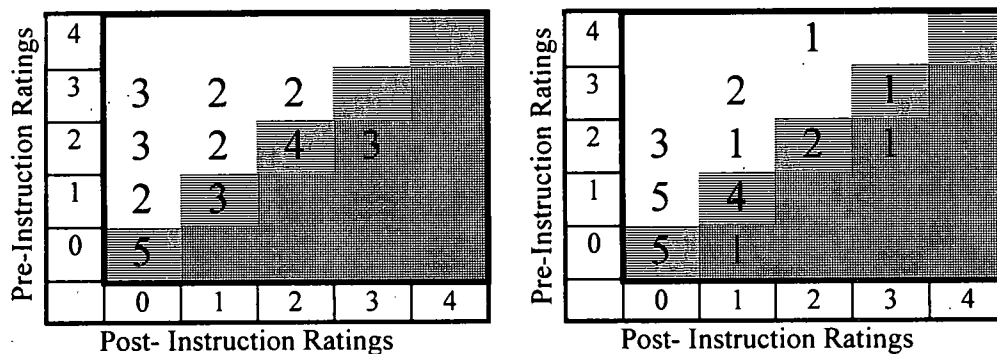 Pre-Instruction Ratings
4
3 3 2 2
2 3 2 4 3
1 2 3
0 5
0 1 2 3 4
Post- Instruction Ratings
Pre-Instruction Ratings
4 1
3 2 1
2 3 1 2 1
1 5 4
0 5 1
0 1 2 3 4
Post- Instruction Ratings